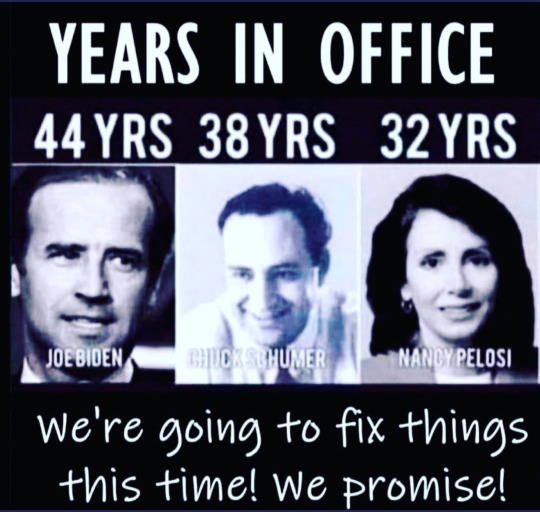 YEARS IN OFFICE
44 YRS 38 YRS 32 YRS
JOE BIDEN CHUCK SCHUMER NANCY PELOSI
We're going to fix things
this time! We promise!